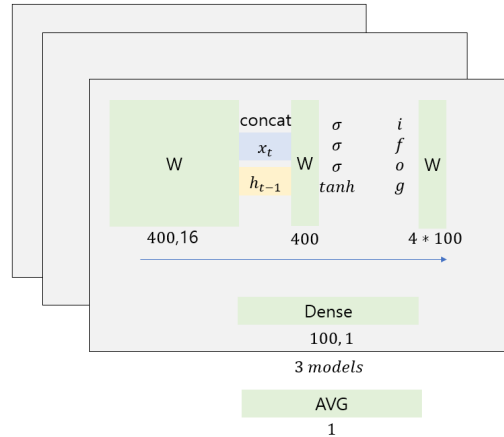 concat
W
x_t
h_{t-1}
W
σ
σ
σ
tanh
i
f
o
g
W
400,16
400
4 * 100
Dense
100, 1
3 models
AVG
1